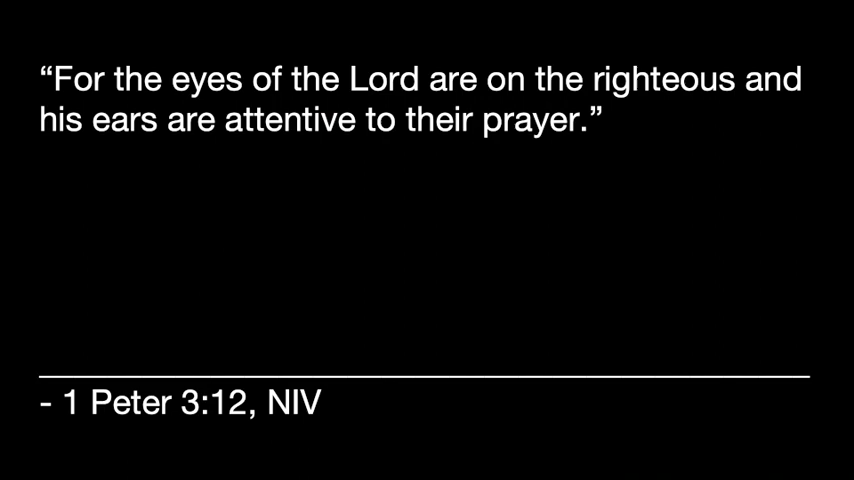 “For the eyes of the Lord are on the righteous and
his ears are attentive to their prayer.”
- 1 Peter 3:12, NIV